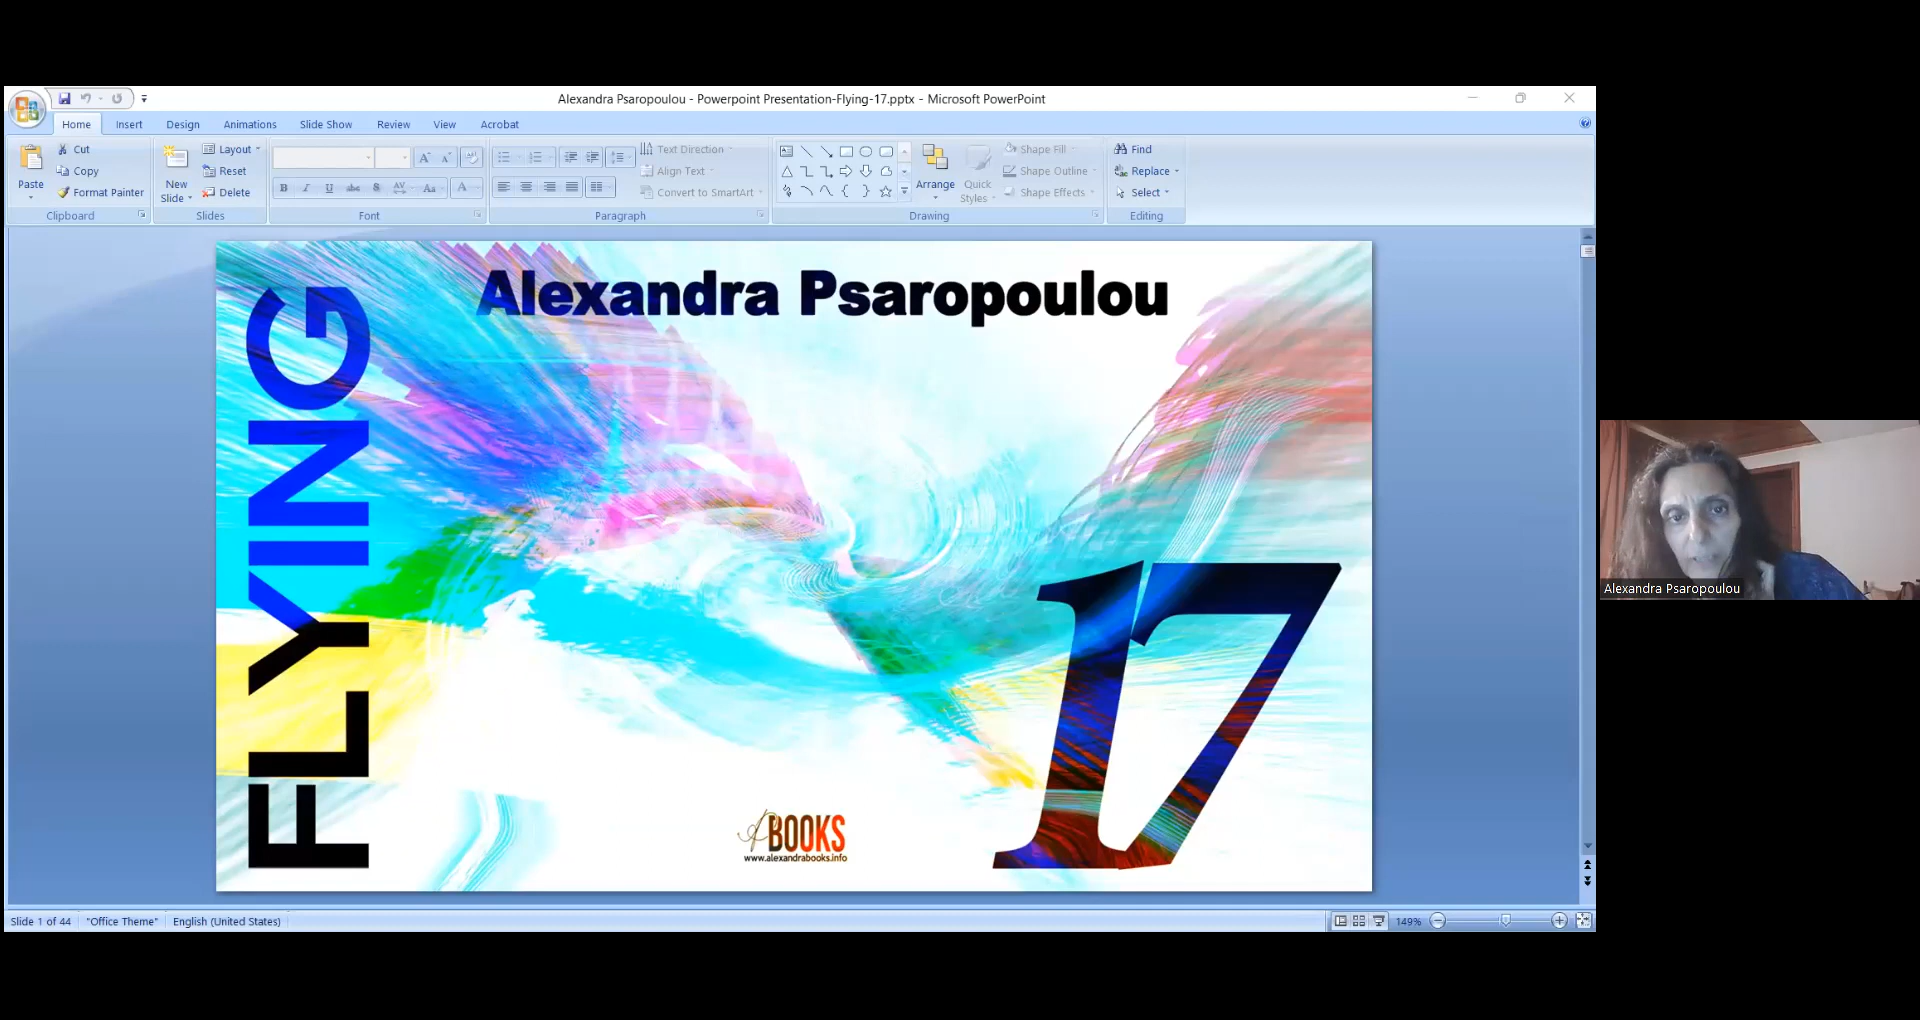 Alexandra Psaropoulou - Powerpoint Presentation-Flying-17.pptx - Microsoft PowerPoint
Home Insert Design Animations Slide Show Review View Acrobat
Paste
Cut
Copy
Format Painter
Clipboard
New Slide
Layout
Reset
Delete
Slides
B I U abc S AV Aa A
Font
Text Direction
Align Text
Convert to SmartArt
Paragraph
Arrange
Quick Styles
Shape Fill
Shape Outline
Shape Effects
Drawing
Find
Replace
Select
Editing
Alexandra Psaropoulou
FLYING
17
BOOKS
www.alexandrabooks.info
Alexandra Psaropoulou
Slide 1 of 44 "Office Theme" English (United States) 149%